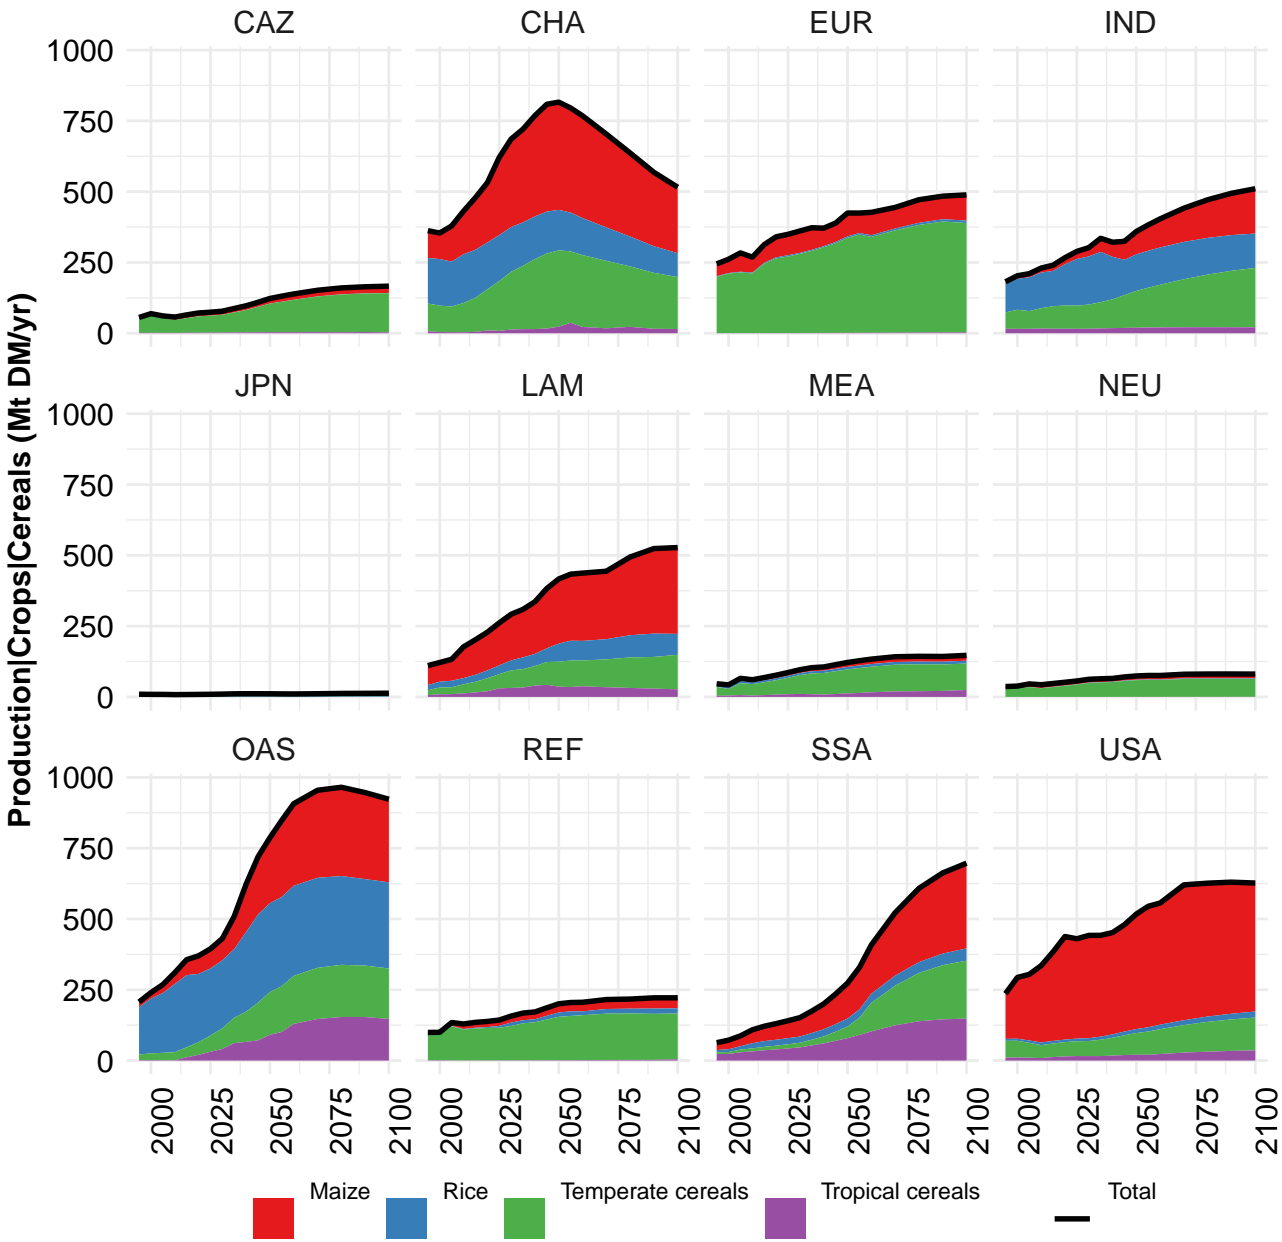 CAZ CHA EUR IND
1000
750
500
250
0
JPN LAM MEA NEU
1000
750
500
250
0
OAS REF SSA USA
1000
750
500
250
0
Production|Crops|Cereals (Mt DM/yr)
2000 2025 2050 2075 2100 2000 2025 2050 2075 2100 2000 2025 2050 2075 2100 2000 2025 2050 2075 2100
Maize Rice Temperate cereals Tropical cereals Total